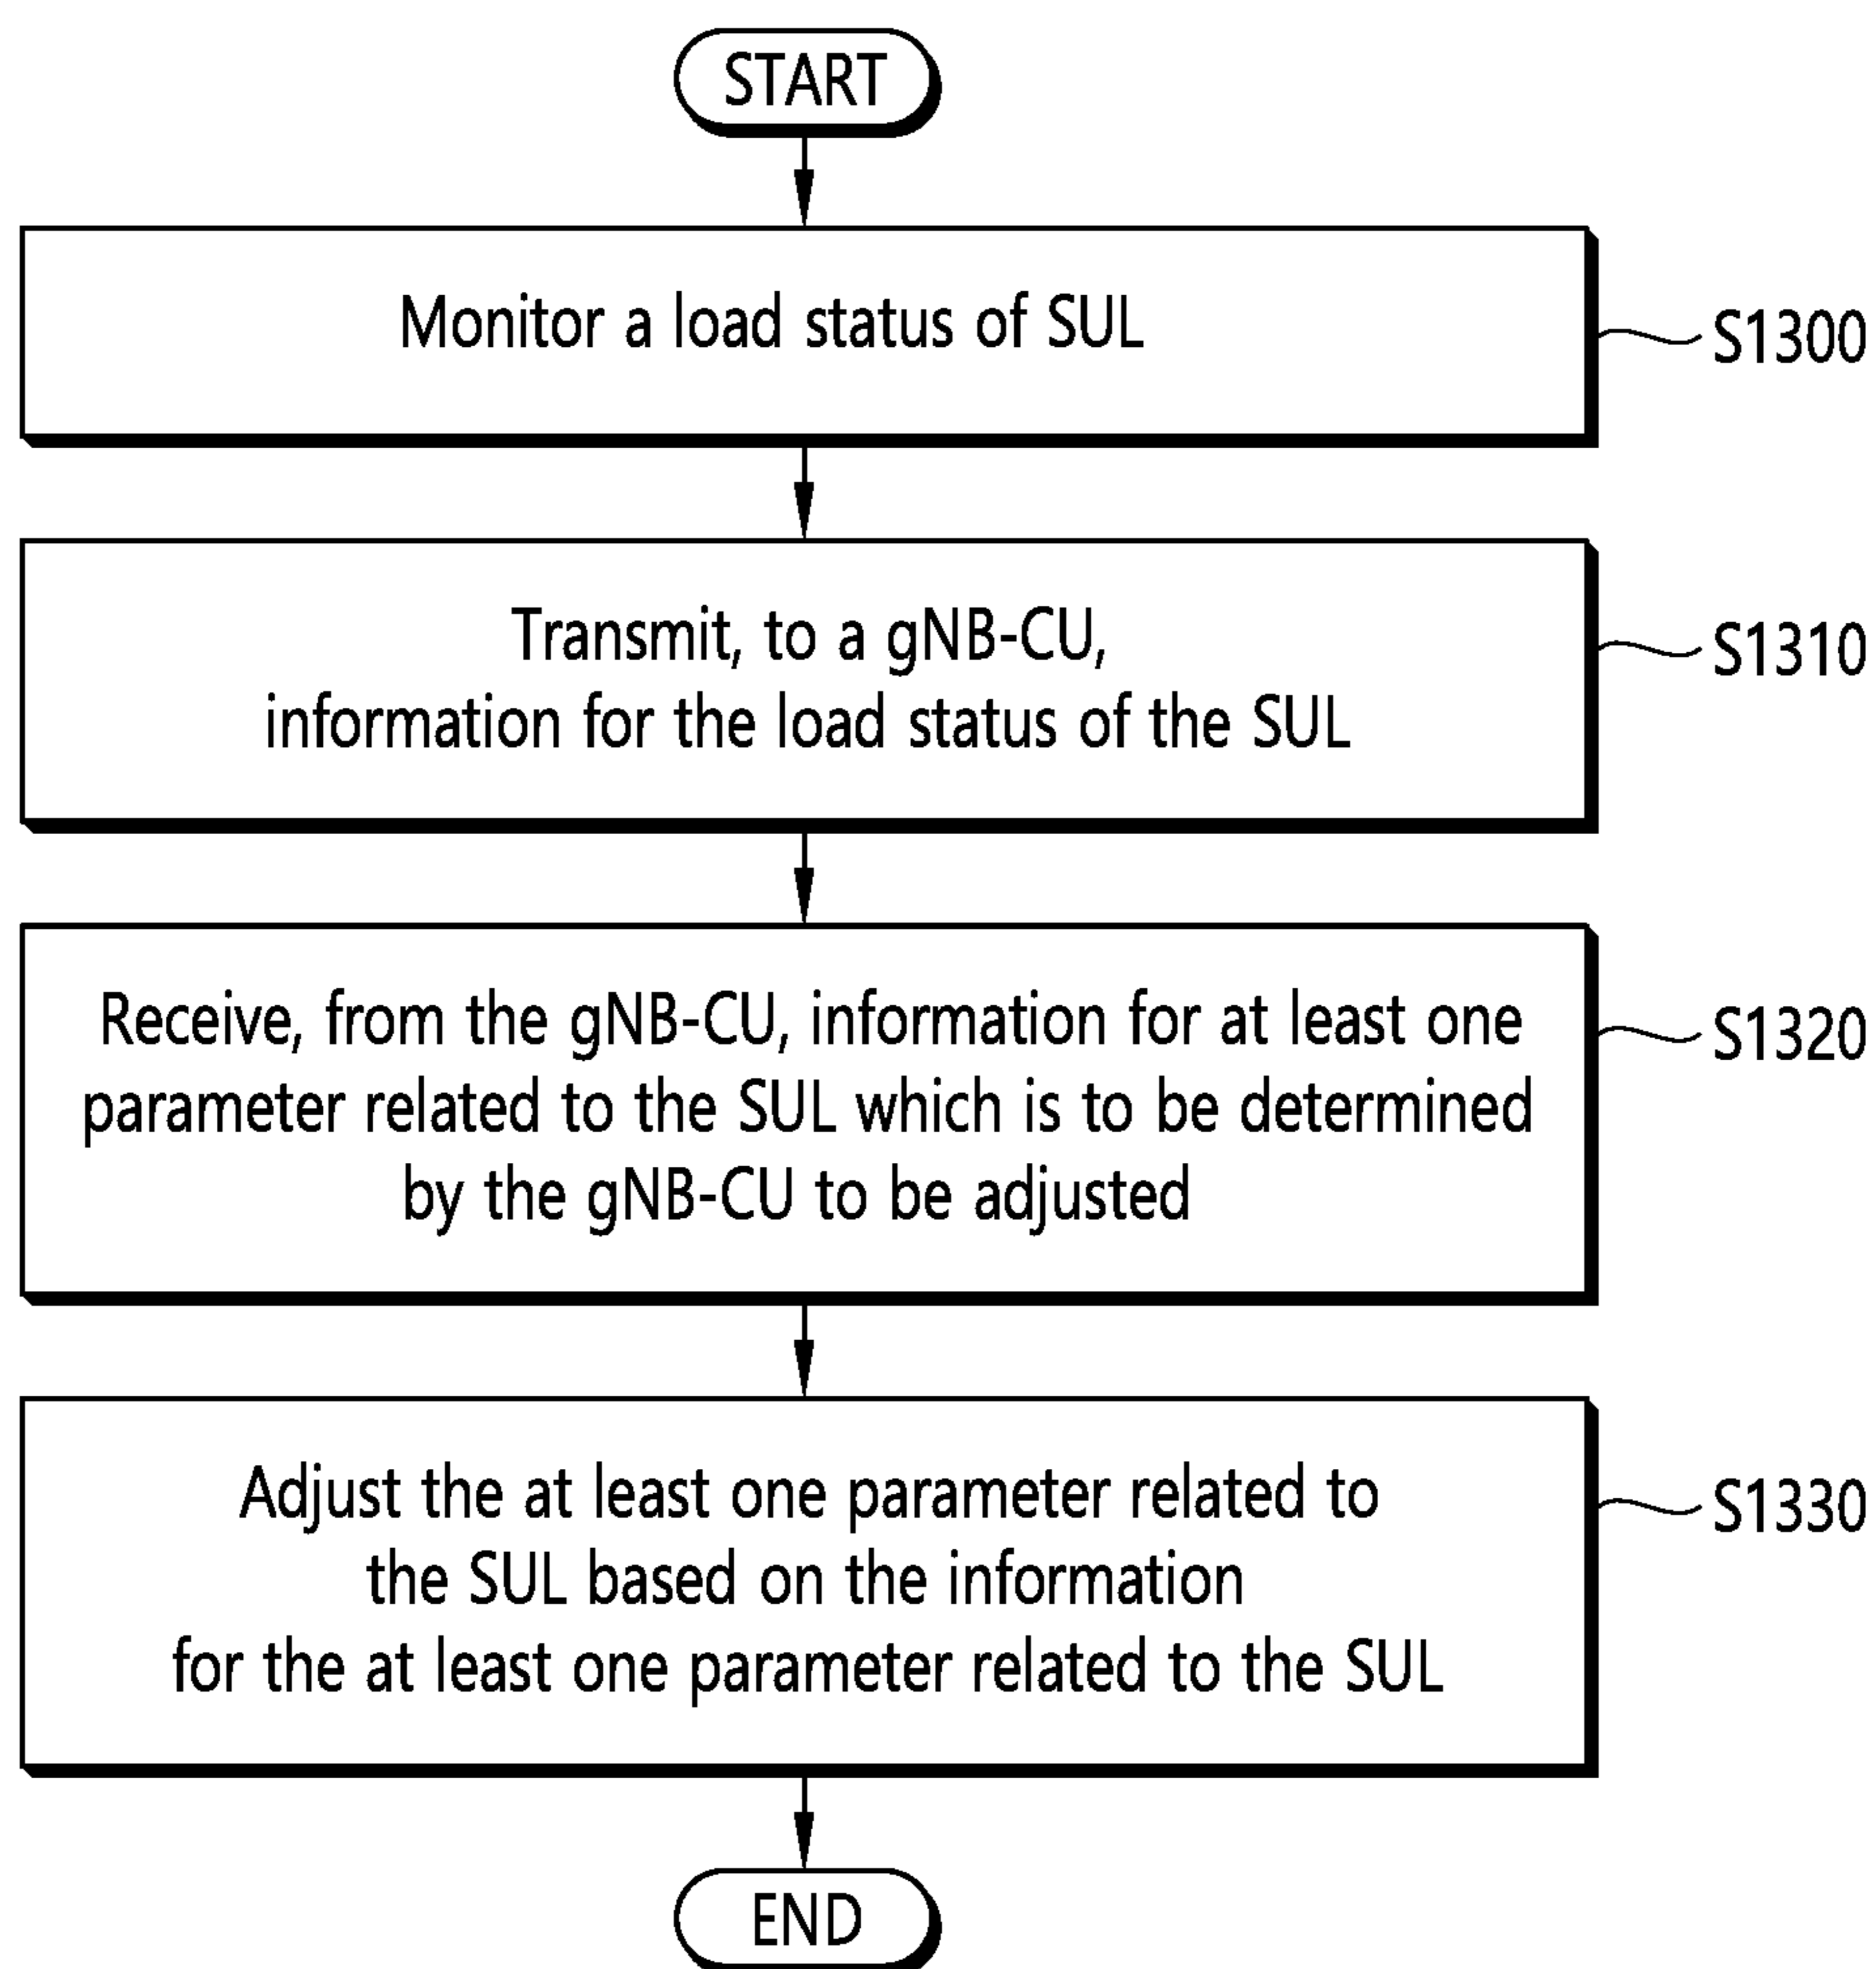 START
Monitor a load status of SUL
S1300
Transmit, to a gNB-CU,
information for the load status of the SUL
S1310
Receive, from the gNB-CU, information for at least one
parameter related to the SUL which is to be determined
by the gNB-CU to be adjusted
S1320
Adjust the at least one parameter related to
the SUL based on the information
for the at least one parameter related to the SUL
S1330
END